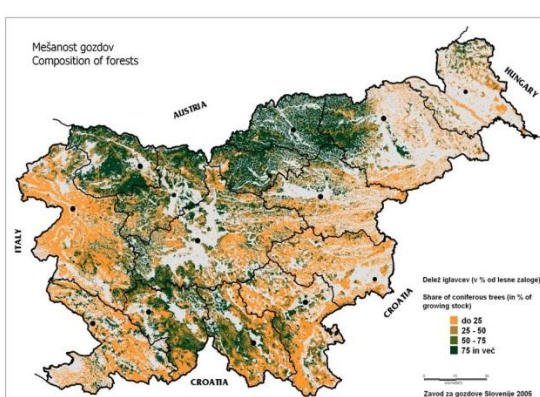 Mešanost gozdov
Composition of forests
AUSTRIA
HUNGARY
ITALY
CROATIA
CROATIA
Delež iglavcev (v % od lesne zaloge)
Share of coniferous trees (in % of
growing stock)
do 25
25 - 50
50 - 75
75 in več
Zavod za gozdove Slovenije 2005